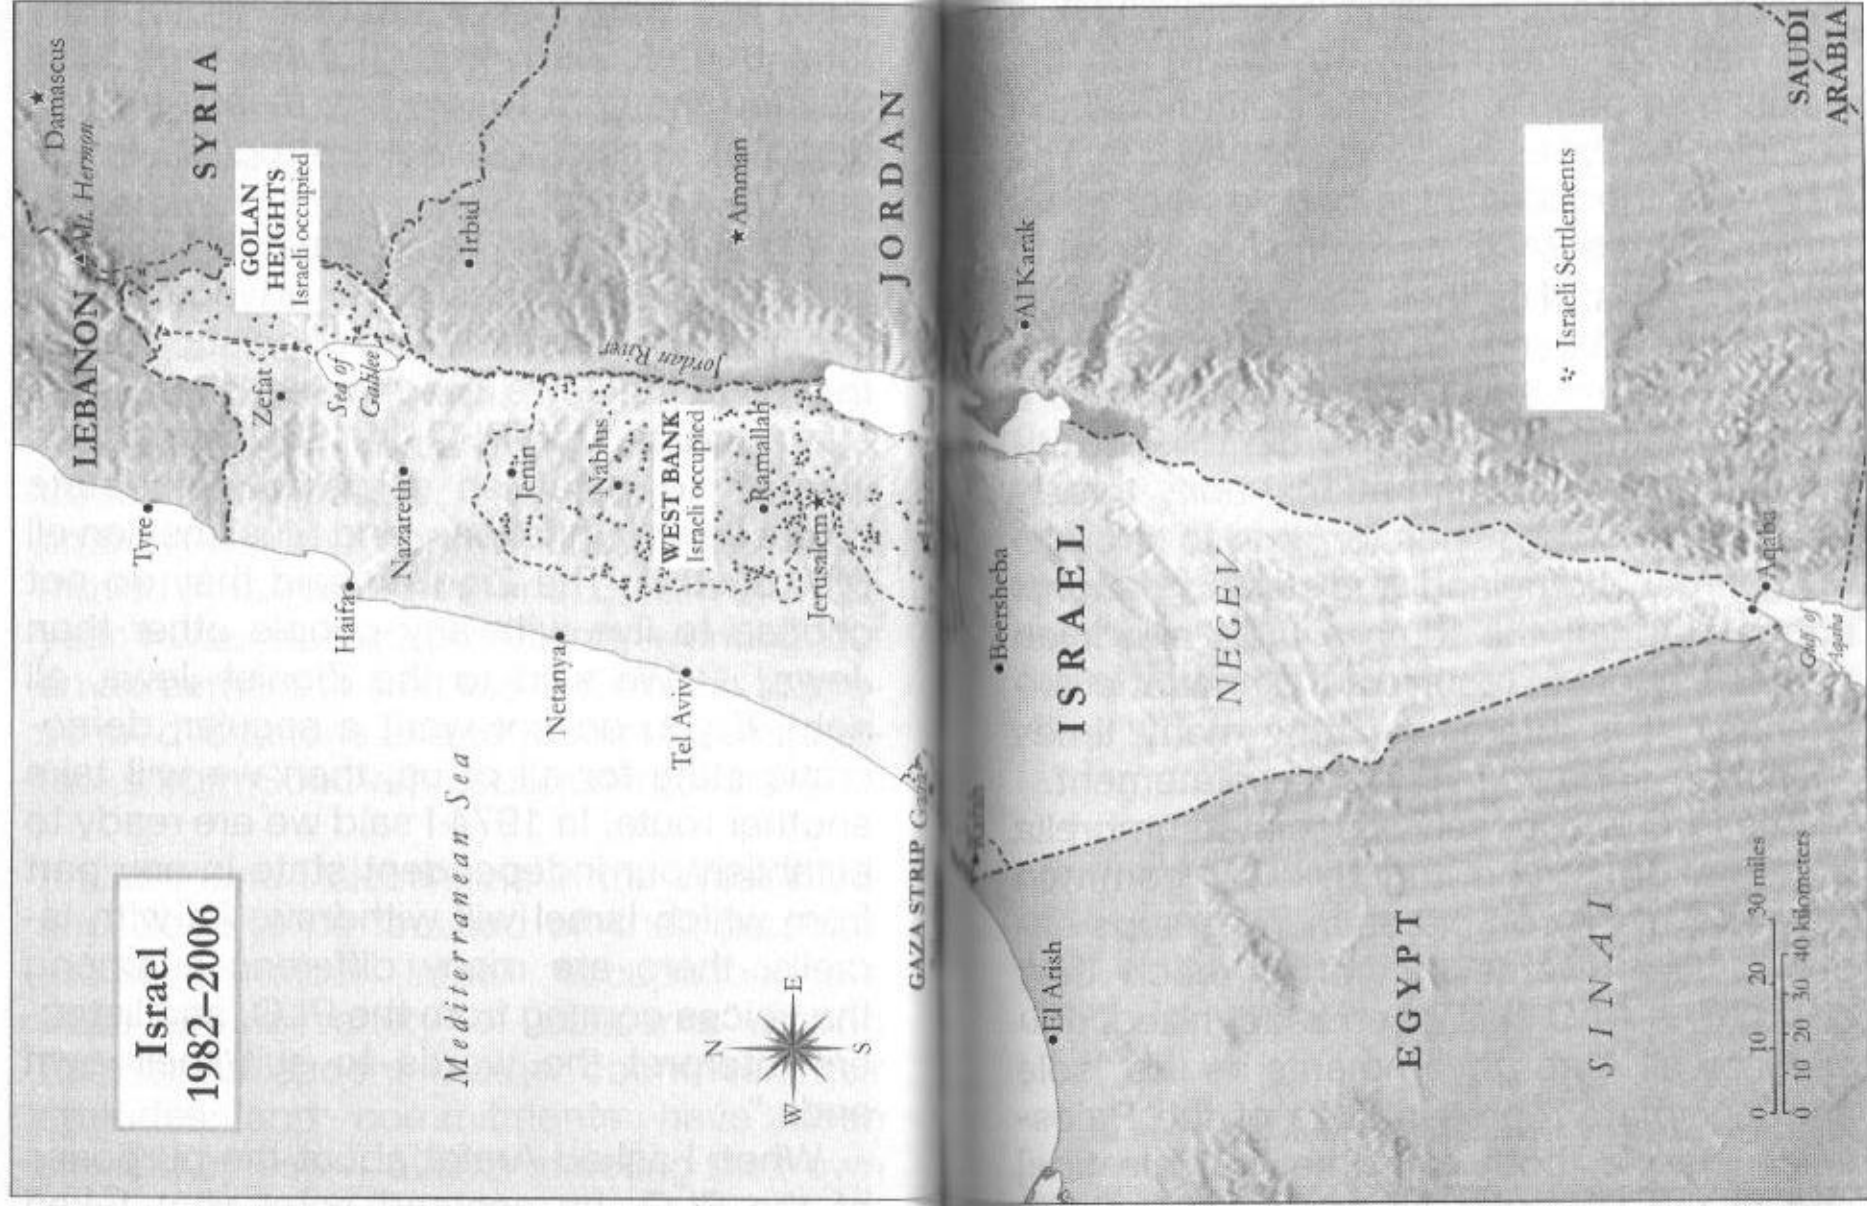 Israel
1982–2006
Mediterranean Sea
N
W
E
S
LEBANON
Tyre
Mt. Hermon
Damascus
SYRIA
GOLAN
HEIGHTS
Israeli occupied
Zefat
Sea of
Galilee
Haifa
Nazareth
Irbid
Netanya
Jenin
Nablus
Jordan River
WEST BANK
Israeli occupied
Tel Aviv
Ramallah
Amman
Jerusalem
JORDAN
GAZA STRIP
Gaza
Rafah
Beersheba
Al Karak
El Arish
ISRAEL
NEGEV
EGYPT
SINAI
Israeli Settlements
Aqaba
Gulf of
Aqaba
SAUDI
ARABIA
0 10 20 30 miles
0 10 20 30 40 kilometers